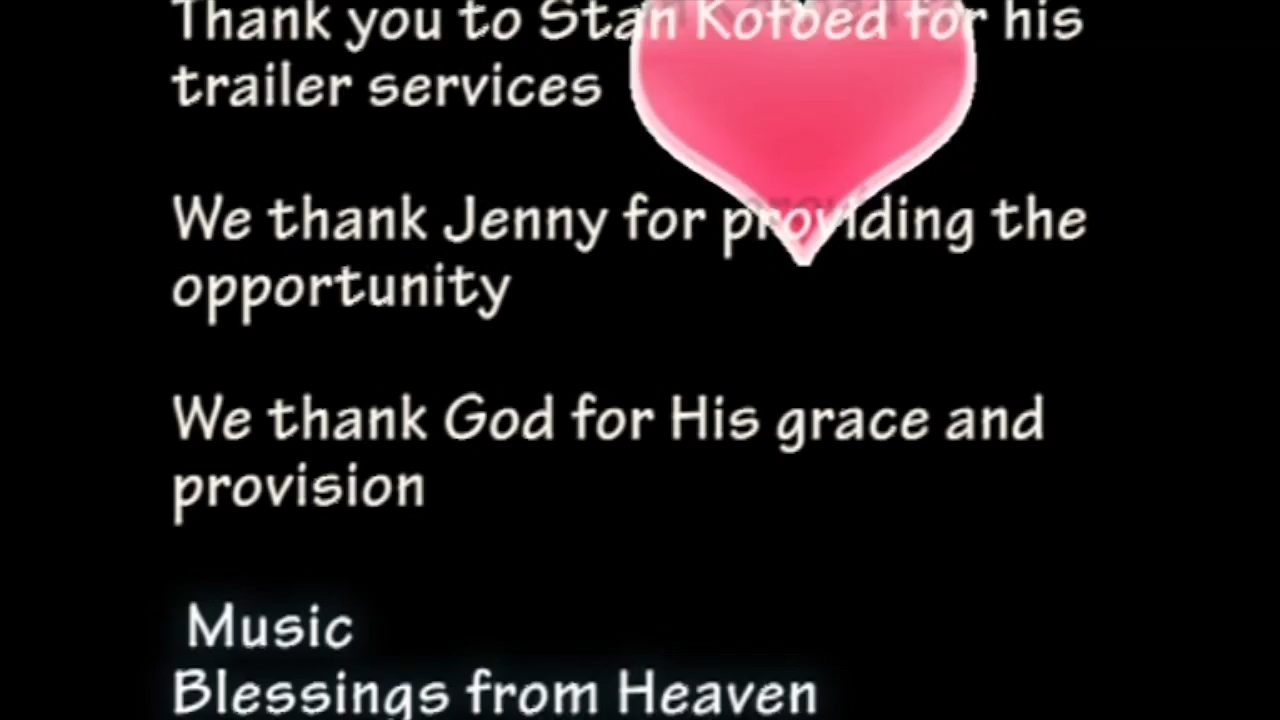 Thank you to Stan Kofoed for his
trailer services
We thank Jenny for providing the
opportunity
We thank God for His grace and
provision
Music
Blessings from Heaven